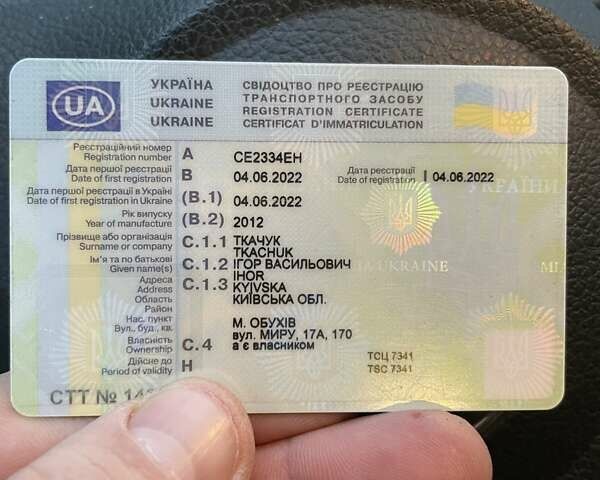 UA
УКРАЇНА СВІДОЦТВО ПРО РЕЄСТРАЦІЮ
UKRAINE ТРАНСПОРТНОГО ЗАСОБУ
REGISTRATION CERTIFICATE
UKRAINE CERTIFICAT D'IMMATRICULATION
Реєстраційний номер
Registration number A CE2334EH
Дата першої реєстрації
Date of first registration B 04.06.2022
Дата реєстрації
Date of registration I 04.06.2022
Дата першої реєстрації в Україні
Date of first registration in Ukraine (B.1) 04.06.2022
Рік випуску
Year of manufacture (B.2) 2012
Прізвище або організація
Surname or company C.1.1 ТКАЧУК
TKACHUK
Ім'я та по батькові
Given name(s) C.1.2 ІГОР ВАСИЛЬОВИЧ
IHOR
Адреса
Address C.1.3 KYIVSKA
Область КИЇВСЬКА ОБЛ.
Район
Нас. пункт М. ОБУХІВ
Вул., буд., кв. вул. МИРУ, 17А, 170
Власність
Ownership C.4 а є власником
Дійсне до
Period of validity H
ТСЦ 7341
TSC 7341
СТТ №
UKRAINE